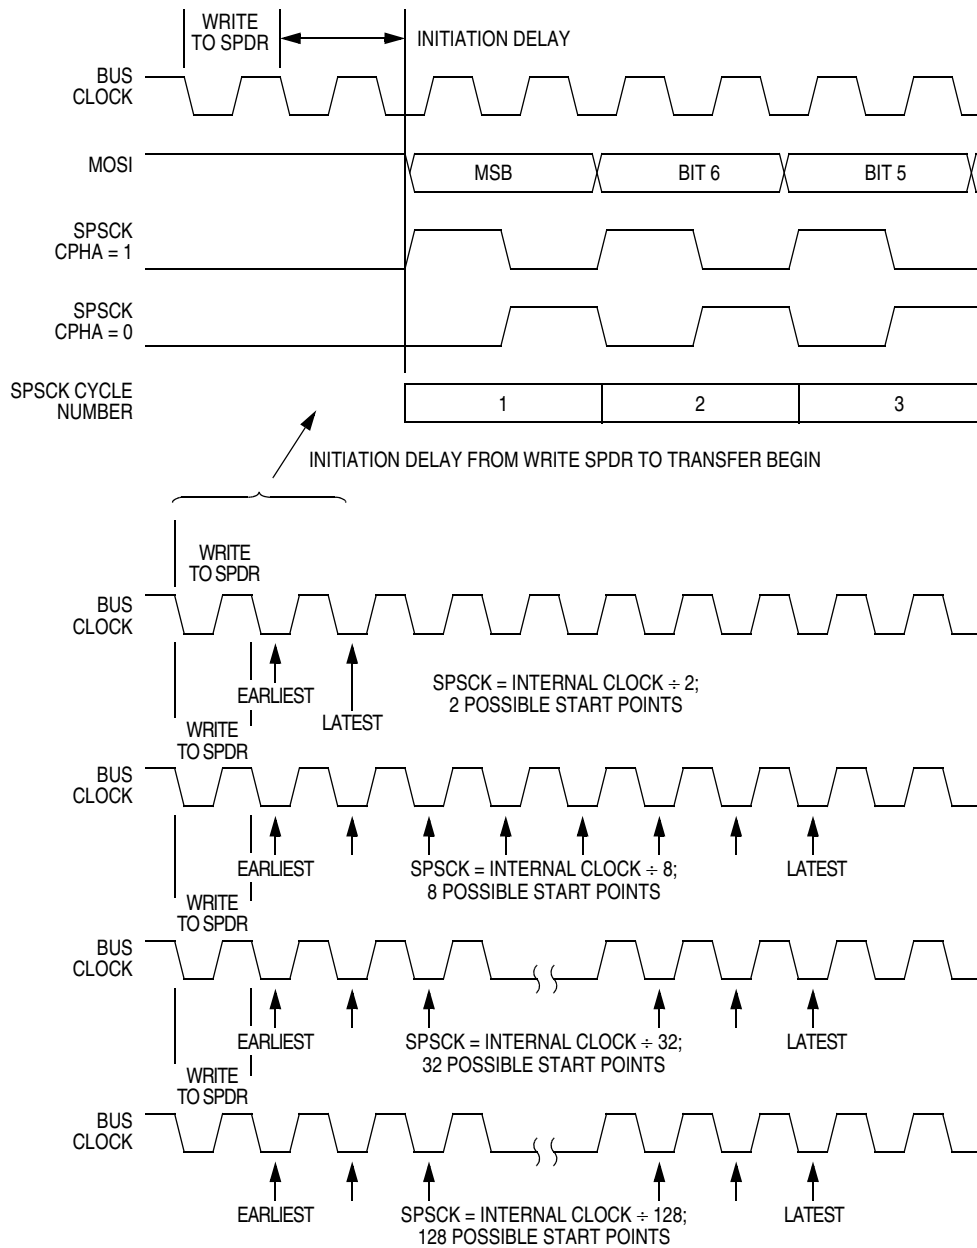 WRITE
TO SPDR
INITIATION DELAY
BUS
CLOCK
MOSI
MSB
BIT 6
BIT 5
SPSCK
CPHA = 1
SPSCK
CPHA = 0
SPSCK CYCLE
NUMBER
1
2
3
INITIATION DELAY FROM WRITE SPDR TO TRANSFER BEGIN
WRITE
TO SPDR
BUS
CLOCK
EARLIEST
LATEST
SPSCK = INTERNAL CLOCK ÷ 2;
2 POSSIBLE START POINTS
WRITE
TO SPDR
BUS
CLOCK
EARLIEST
SPSCK = INTERNAL CLOCK ÷ 8;
8 POSSIBLE START POINTS
LATEST
WRITE
TO SPDR
BUS
CLOCK
EARLIEST
SPSCK = INTERNAL CLOCK ÷ 32;
32 POSSIBLE START POINTS
LATEST
WRITE
TO SPDR
BUS
CLOCK
EARLIEST
SPSCK = INTERNAL CLOCK ÷ 128;
128 POSSIBLE START POINTS
LATEST